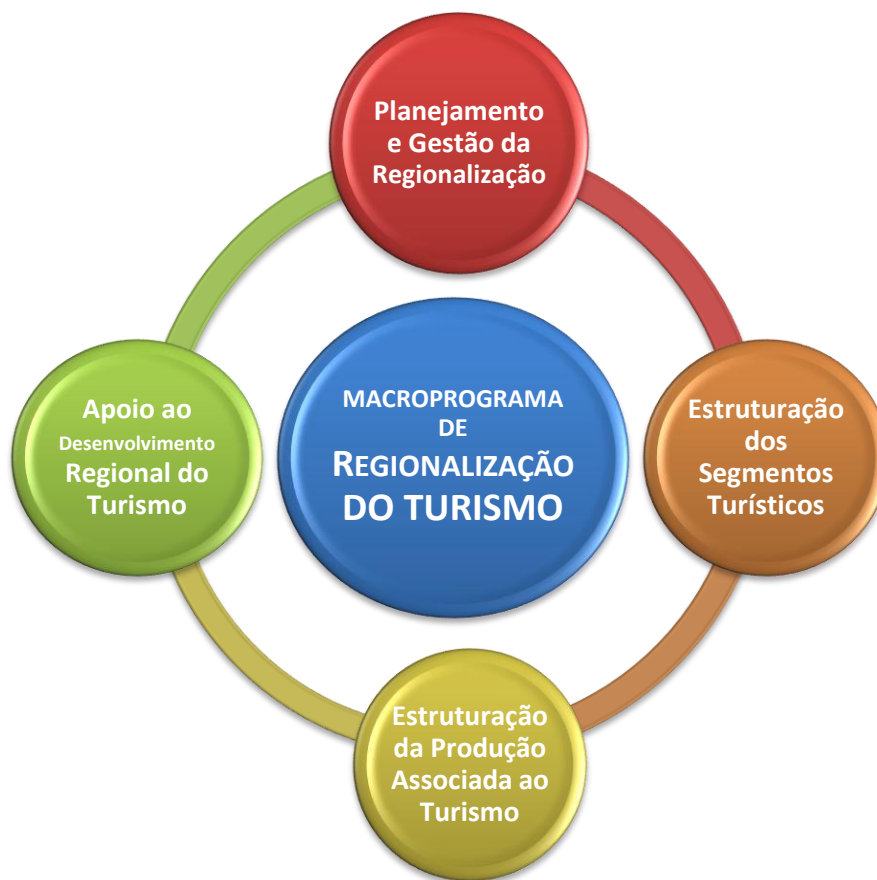 Planejamento
e Gestão da
Regionalização
MACROPROGRAMA
DE
REGIONALIZAÇÃO
DO TURISMO
Estruturação
dos
Segmentos
Turísticos
Estruturação
da Produção
Associada ao
Turismo
Apoio ao
Desenvolvimento
Regional do
Turismo